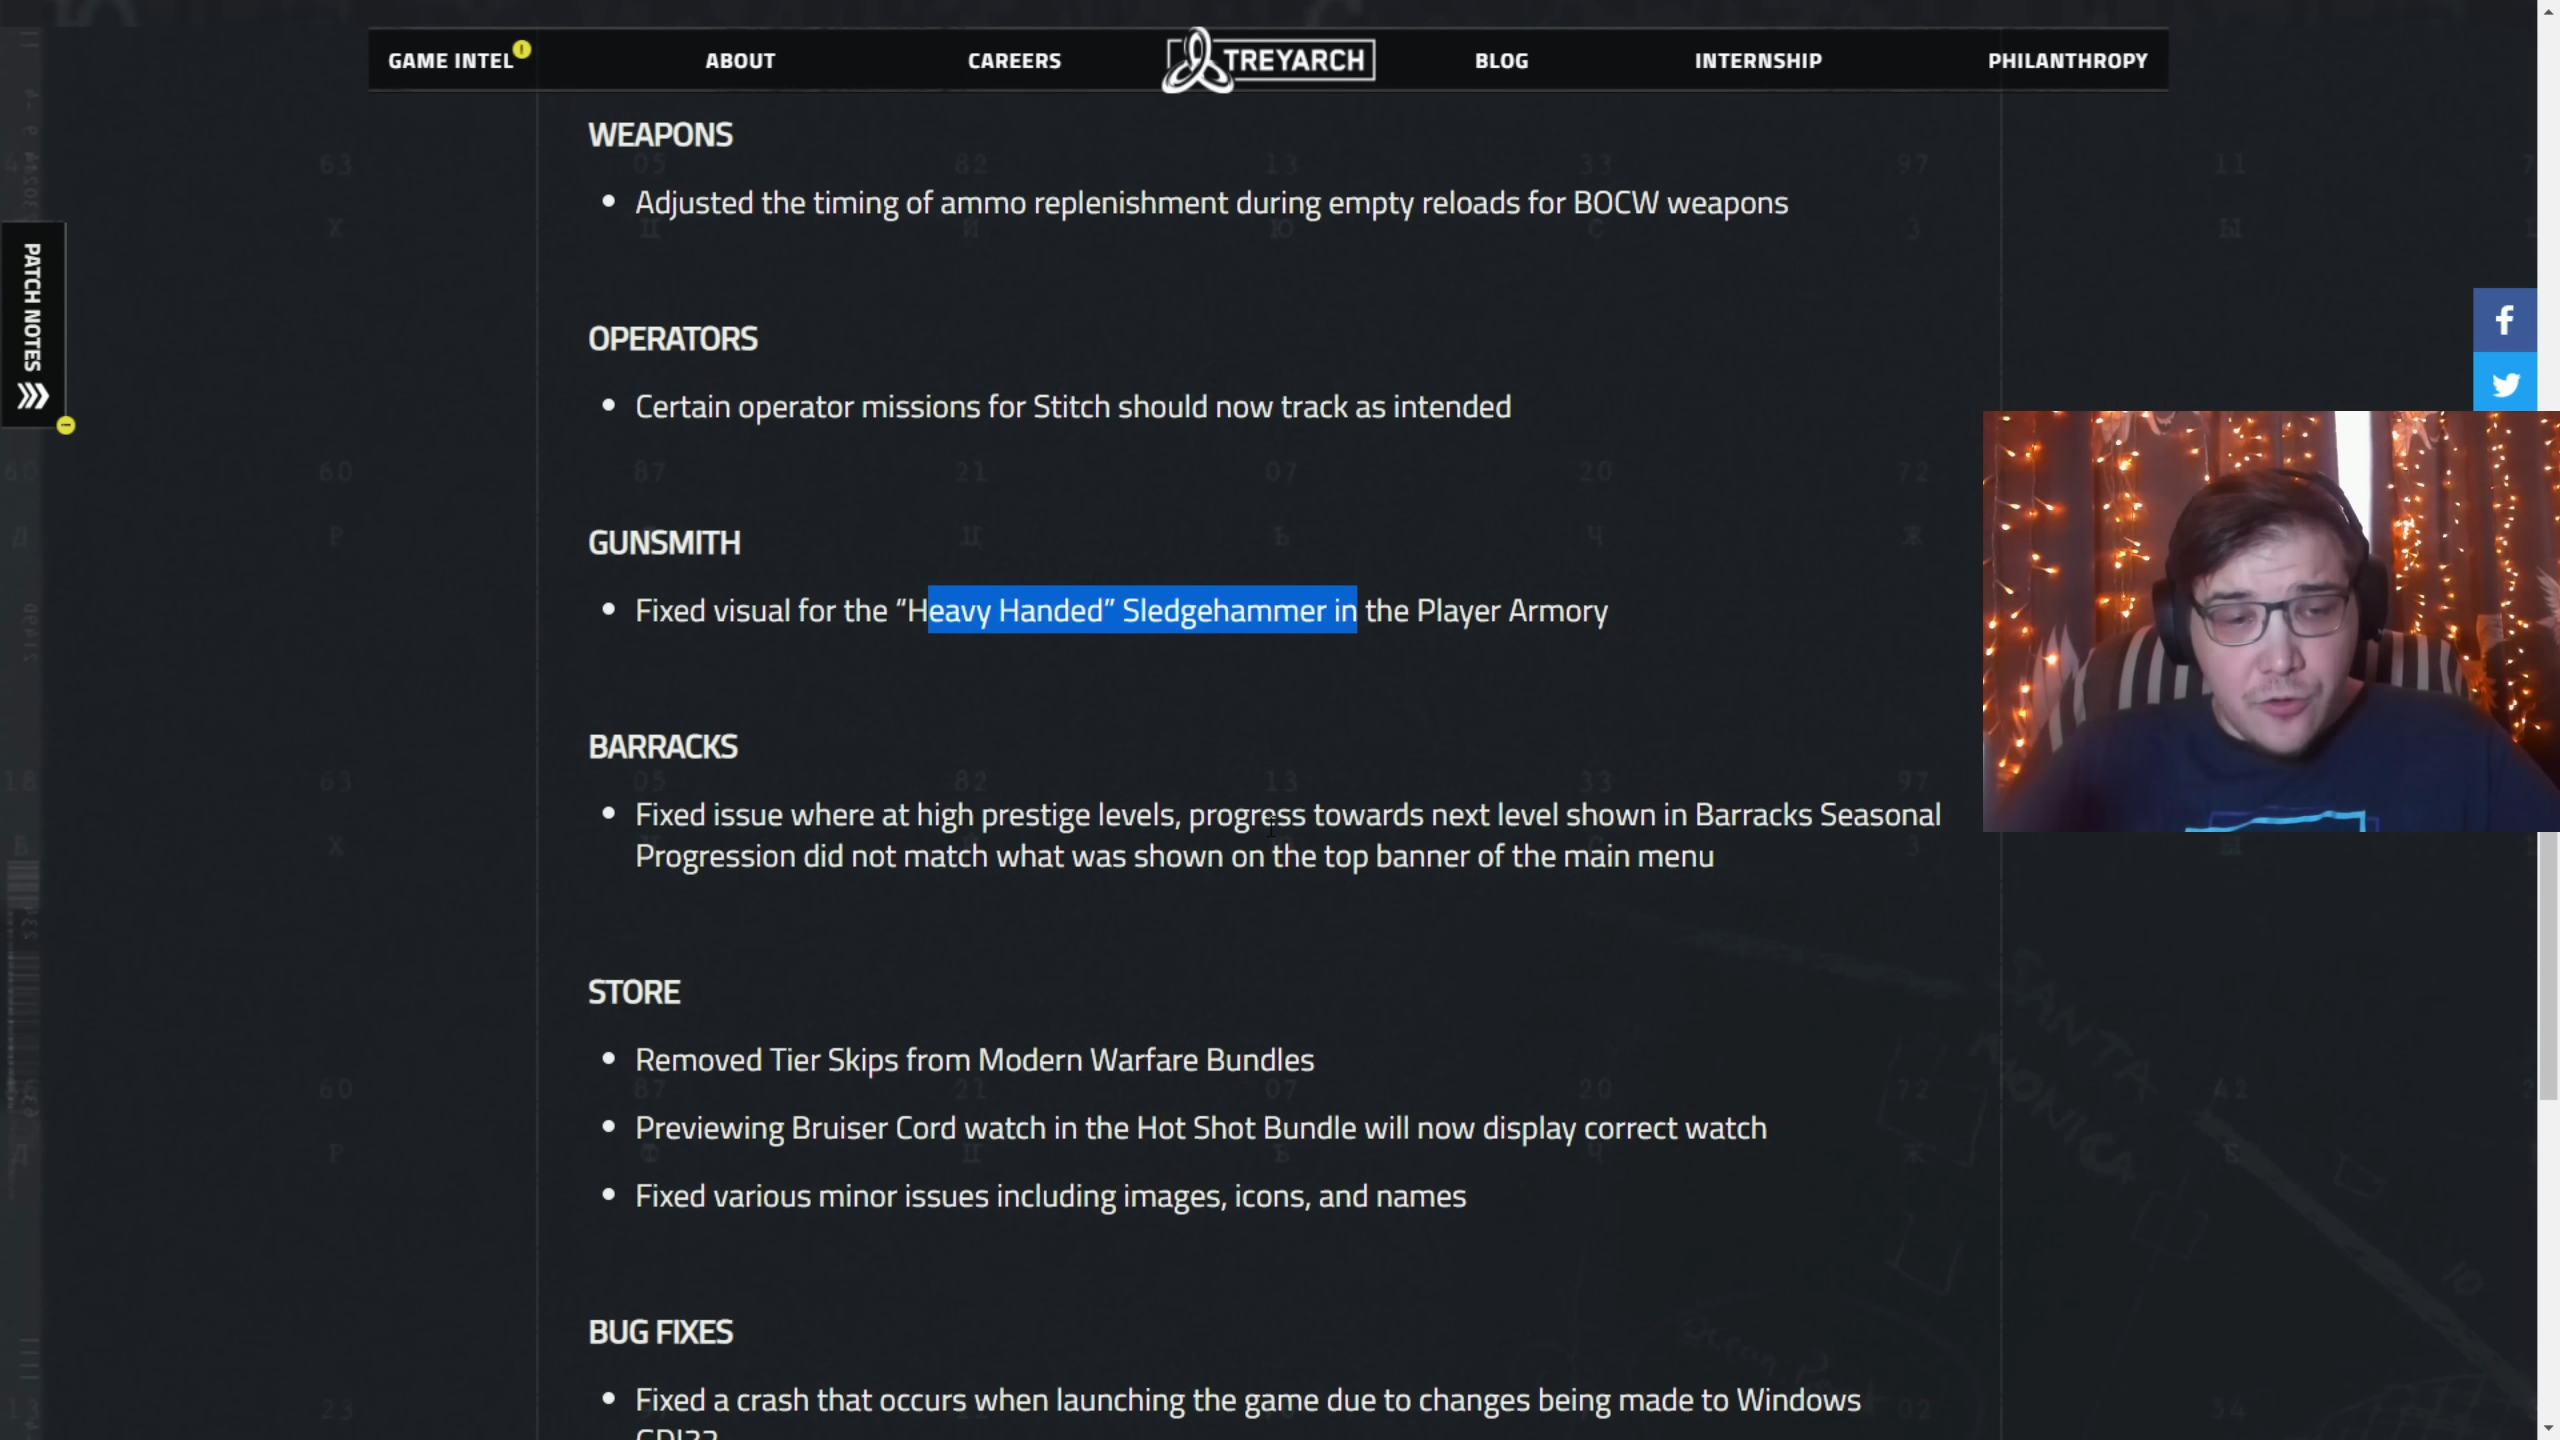 GAME INTEL ABOUT CAREERS TREYARCH BLOG INTERNSHIP PHILANTHROPY
WEAPONS
Adjusted the timing of ammo replenishment during empty reloads for BOCW weapons
PATCH NOTES
OPERATORS
Certain operator missions for Stitch should now track as intended
GUNSMITH
Fixed visual for the “Heavy Handed” Sledgehammer in the Player Armory
BARRACKS
Fixed issue where at high prestige levels, progress towards next level shown in Barracks Seasonal
Progression did not match what was shown on the top banner of the main menu
STORE
Removed Tier Skips from Modern Warfare Bundles
Previewing Bruiser Cord watch in the Hot Shot Bundle will now display correct watch
Fixed various minor issues including images, icons, and names
SANTA
MONICA
BUG FIXES
Fixed a crash that occurs when launching the game due to changes being made to Windows